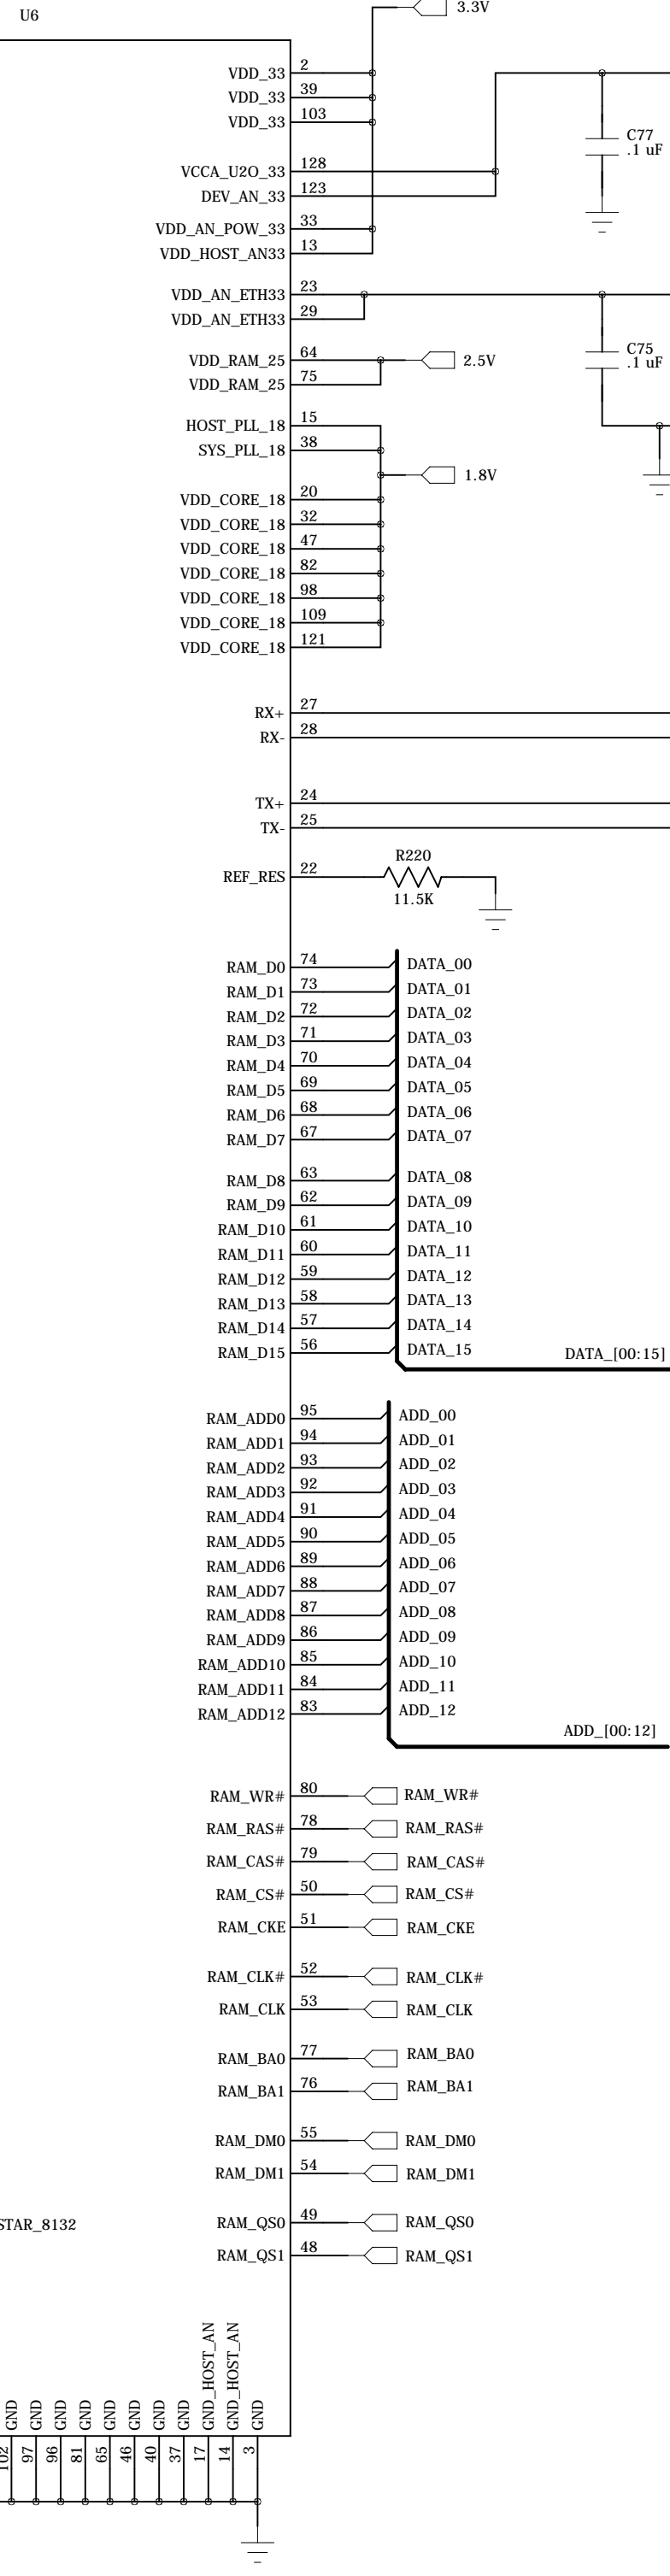 U6
3.3V
VDD_33 2
VDD_33 39
VDD_33 103
C77
.1 uF
VCCA_U2O_33 128
DEV_AN_33 123
VDD_AN_POW_33 33
VDD_HOST_AN33 13
VDD_AN_ETH33 23
VDD_AN_ETH33 29
C75
.1 uF
VDD_RAM_25 64 2.5V
VDD_RAM_25 75
HOST_PLL_18 15
SYS_PLL_18 38
1.8V
VDD_CORE_18 20
VDD_CORE_18 32
VDD_CORE_18 47
VDD_CORE_18 82
VDD_CORE_18 98
VDD_CORE_18 109
VDD_CORE_18 121
RX+ 27
RX- 28
TX+ 24
TX- 25
R220
REF_RES 22
11.5K
RAM_D0 74 DATA_00
RAM_D1 73 DATA_01
RAM_D2 72 DATA_02
RAM_D3 71 DATA_03
RAM_D4 70 DATA_04
RAM_D5 69 DATA_05
RAM_D6 68 DATA_06
RAM_D7 67 DATA_07
RAM_D8 63 DATA_08
RAM_D9 62 DATA_09
RAM_D10 61 DATA_10
RAM_D11 60 DATA_11
RAM_D12 59 DATA_12
RAM_D13 58 DATA_13
RAM_D14 57 DATA_14
RAM_D15 56 DATA_15
DATA_[00:15]
RAM_ADD0 95 ADD_00
RAM_ADD1 94 ADD_01
RAM_ADD2 93 ADD_02
RAM_ADD3 92 ADD_03
RAM_ADD4 91 ADD_04
RAM_ADD5 90 ADD_05
RAM_ADD6 89 ADD_06
RAM_ADD7 88 ADD_07
RAM_ADD8 87 ADD_08
RAM_ADD9 86 ADD_09
RAM_ADD10 85 ADD_10
RAM_ADD11 84 ADD_11
RAM_ADD12 83 ADD_12
ADD_[00:12]
RAM_WR# 80 RAM_WR#
RAM_RAS# 78 RAM_RAS#
RAM_CAS# 79 RAM_CAS#
RAM_CS# 50 RAM_CS#
RAM_CKE 51 RAM_CKE
RAM_CLK# 52 RAM_CLK#
RAM_CLK 53 RAM_CLK
RAM_BA0 77 RAM_BA0
RAM_BA1 76 RAM_BA1
RAM_DM0 55 RAM_DM0
RAM_DM1 54 RAM_DM1
RAM_QS0 49 RAM_QS0
STAR_8132
RAM_QS1 48 RAM_QS1
GND 102
GND 97
GND 96
GND 81
GND 65
GND 46
GND 40
GND 37
GND_HOST_AN 17
GND_HOST_AN 14
GND 3